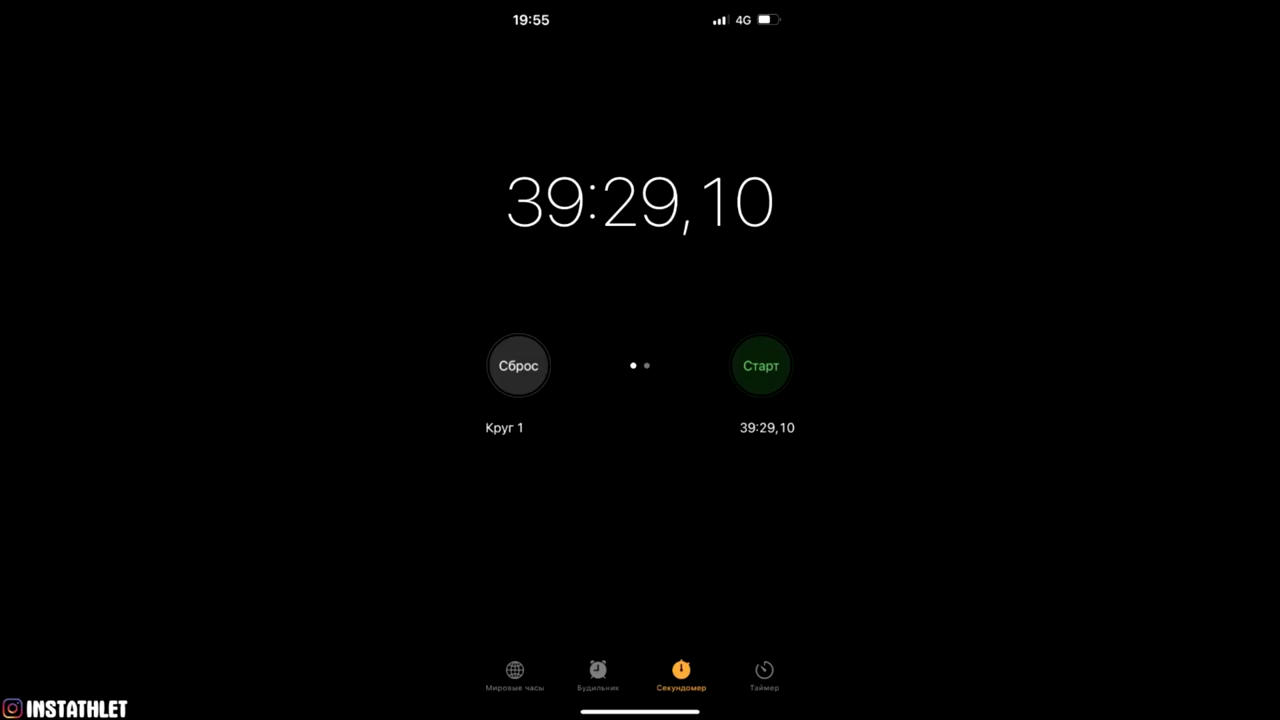 19:55 4G
39:29,10
Сброс Старт
Круг 1 39:29,10
Мировые часы Будильник Секундомер Таймер
INSTATHLET